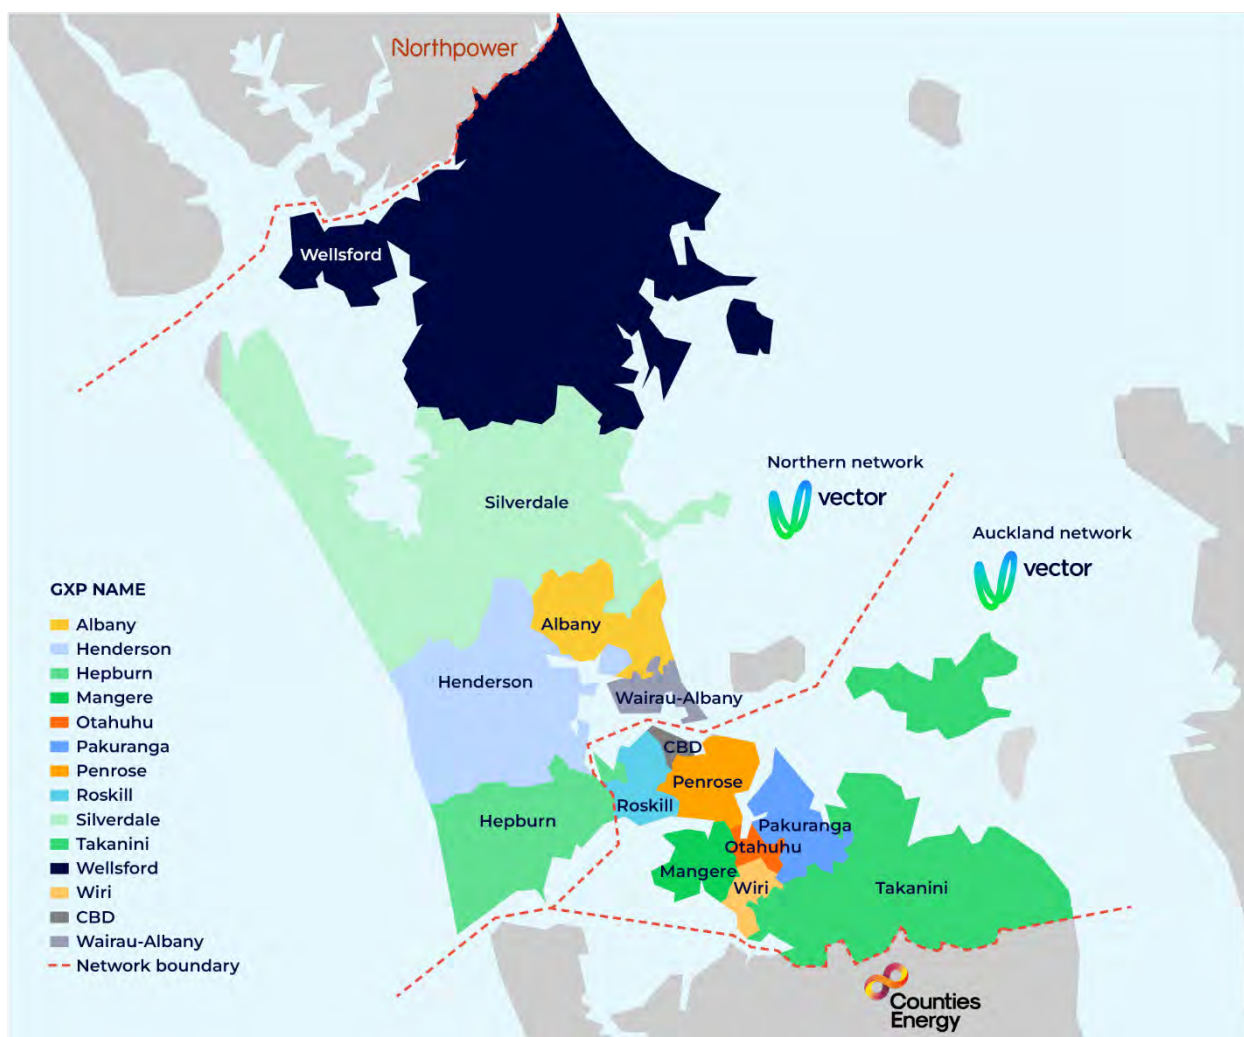 Northpower
Wellsford
Northern network
vector
Silverdale
Auckland network
vector
GXP NAME
Albany
Henderson
Hepburn
Mangere
Otahuhu
Pakuranga
Penrose
Roskill
Silverdale
Takanini
Wellsford
Wiri
CBD
Wairau-Albany
Network boundary
Albany
Henderson
Wairau-Albany
CBD
Penrose
Roskill
Hepburn
Pakuranga
Otahuhu
Mangere
Wiri
Takanini
Counties
Energy